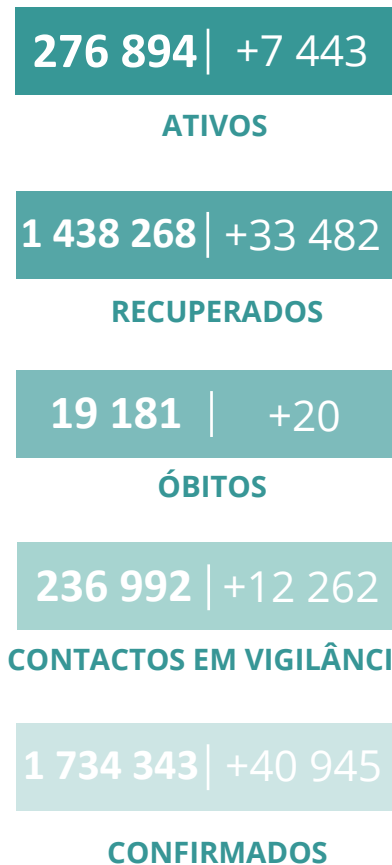 276 894 | +7 443
ATIVOS
1 438 268 | +33 482
RECUPERADOS
19 181 | +20
ÓBITOS
236 992 | +12 262
CONTACTOS EM VIGILÂNCI
1 734 343 | +40 945
CONFIRMADOS